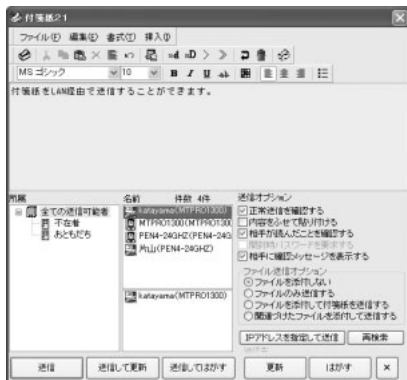 付箋紙21
ファイル(F) 編集(E) 書式(T) 挿入(I)
MS ゴシック 10 B I U ab
付箋紙をLAN経由で送信することができます。
所属
全ての送信可能者
不在者
おともだち
名前 件数 4件
katayama(MTPRO1300)
MTPRO1300(MTPRO1300)
PEN4-24GHZ(PEN4-24G
片山(PEN4-24GHZ)
katayama(MTPRO1300)
送信オプション
正常送信を確認する
内容をふせて貼り付ける
相手が読んだことを確認する
開封時パスワードを要求する
相手に確認メッセージを表示する
ファイル送信オプション
ファイルを添付しない
ファイルのみ送信する
ファイルを添付して付箋紙を送信する
関連づけたファイルを添付して送信する
IPアドレスを指定して送信 再検索
送信 送信して更新 送信してはがす 更新 はがす ×